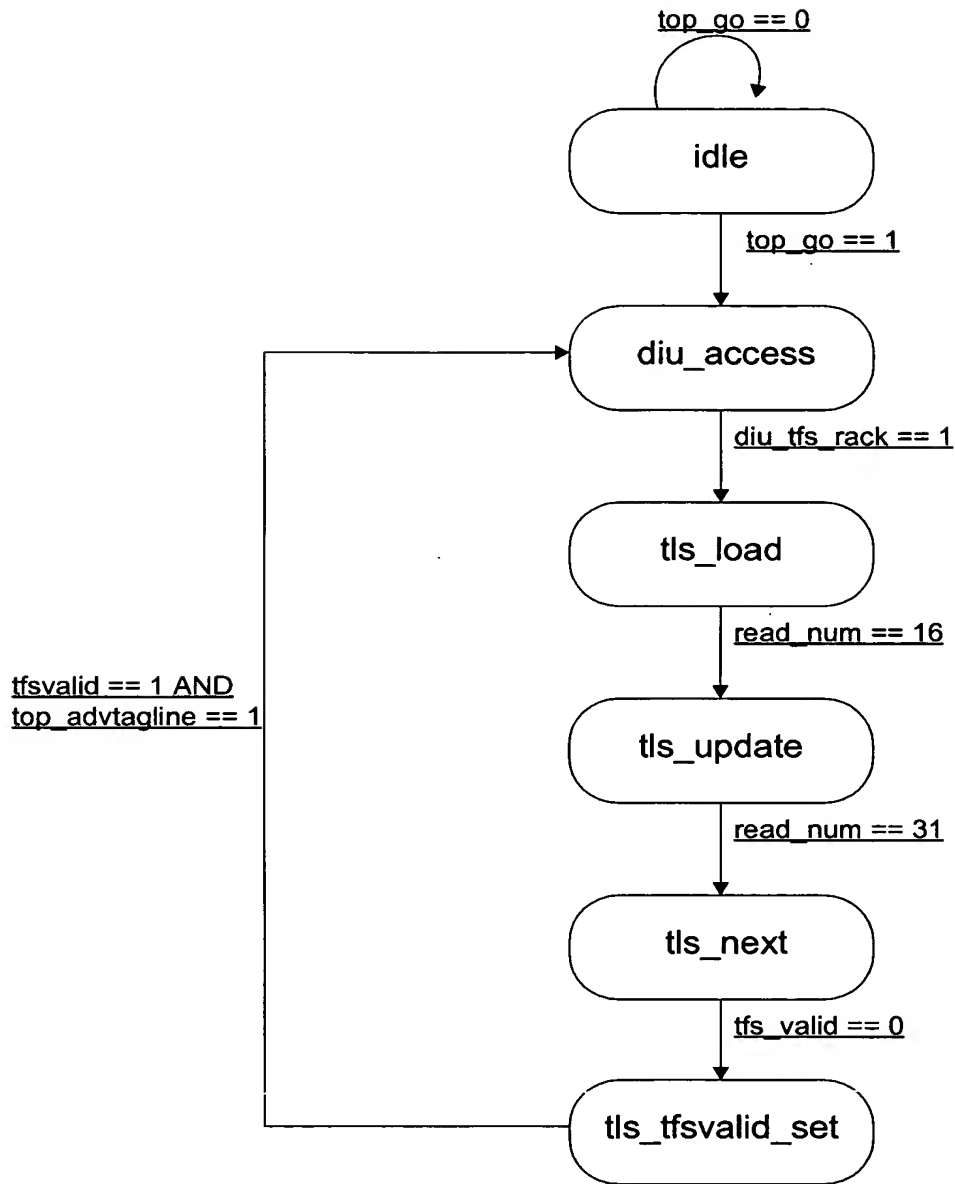 top_go == 0
idle
top_go == 1
diu_access
diu_tfs_rack == 1
tls_load
read_num == 16
tfsvalid == 1 AND
top_advtagline == 1
tls_update
read_num == 31
tls_next
tfs_valid == 0
tls_tfsvalid_set